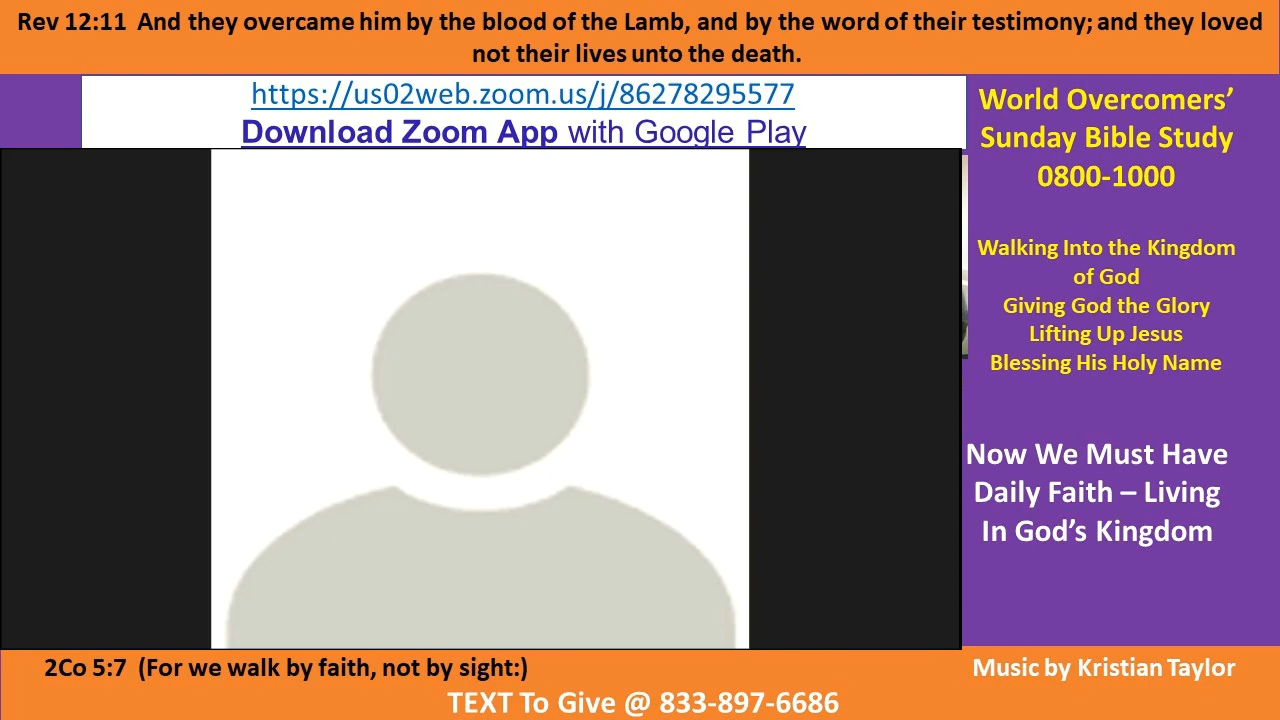 Rev 12:11  And they overcame him by the blood of the Lamb, and by the word of their testimony; and they loved
not their lives unto the death.
https://us02web.zoom.us/j/86278295577
Download Zoom App with Google Play
World Overcomers’
Sunday Bible Study
0800-1000
Walking Into the Kingdom
of God
Giving God the Glory
Lifting Up Jesus
Blessing His Holy Name
Now We Must Have
Daily Faith – Living
In God’s Kingdom
2Co 5:7  (For we walk by faith, not by sight:)
Music by Kristian Taylor
TEXT To Give @ 833-897-6686